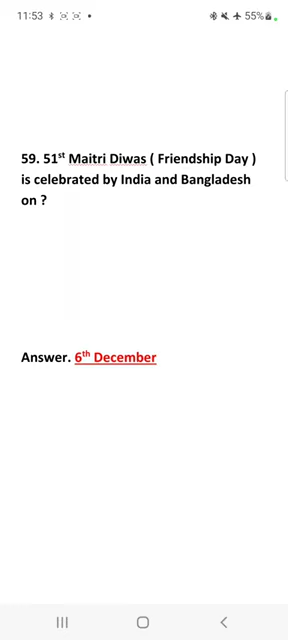 11:53
55%
59. 51st Maitri Diwas ( Friendship Day )
is celebrated by India and Bangladesh
on ?
Answer. 6th December